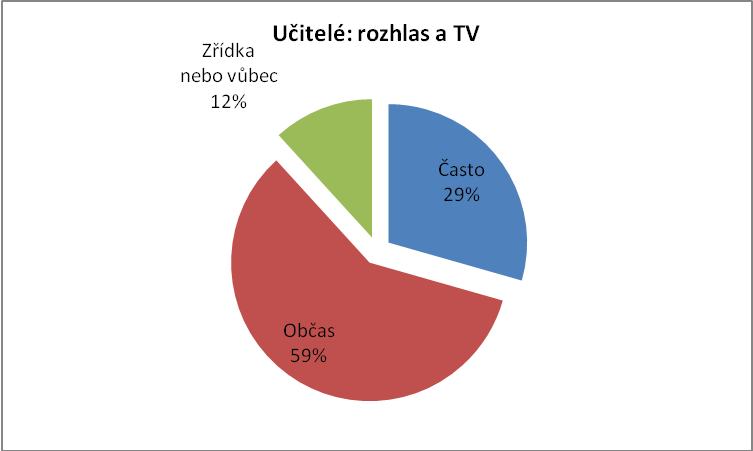 Učitelé: rozhlas a TV
Zřídka
nebo vůbec
12%
Často
29%
Občas
59%